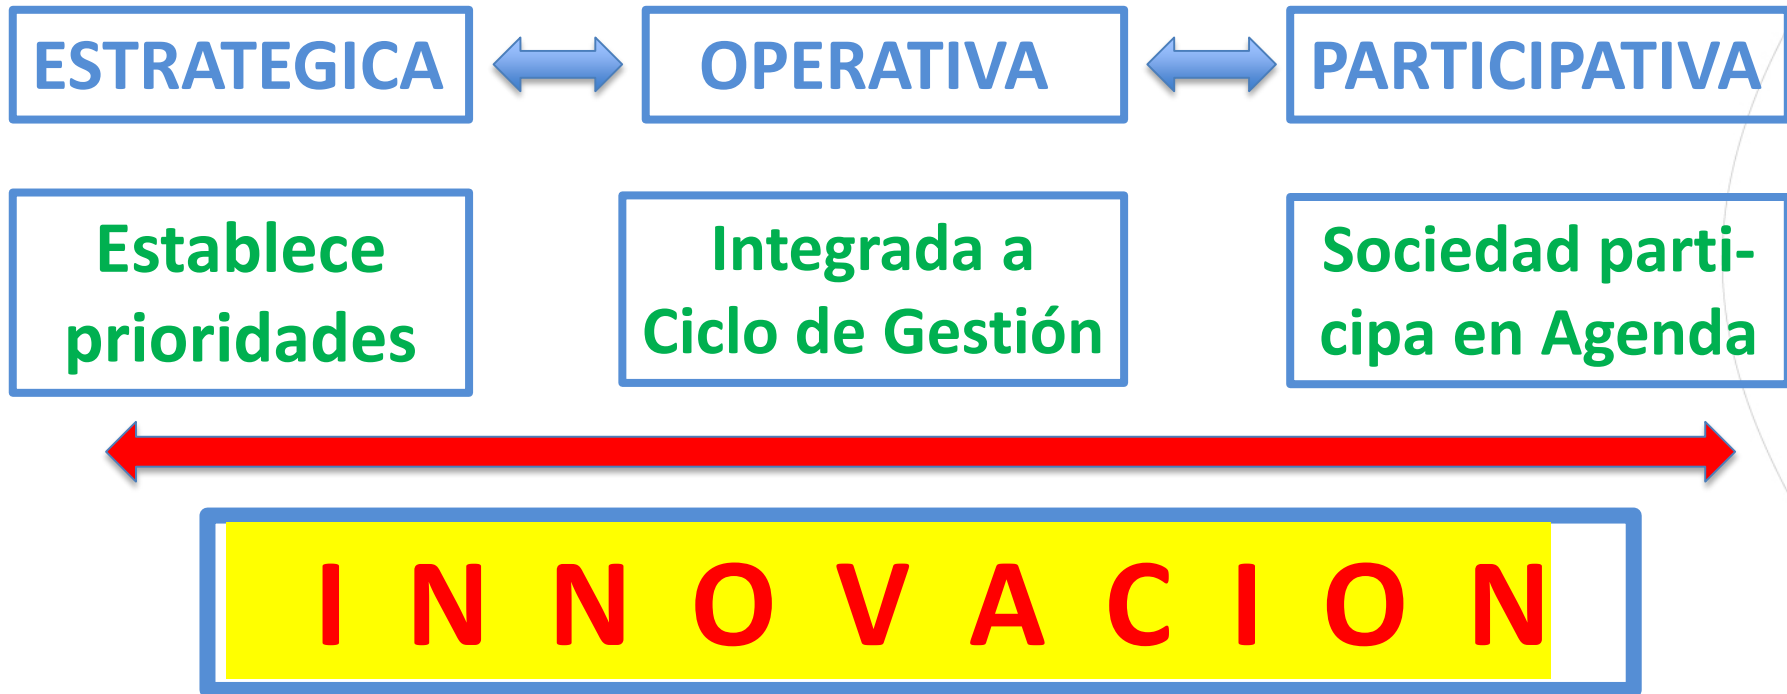 ESTRATEGICA
OPERATIVA
PARTICIPATIVA
Establece
prioridades
Integrada a
Ciclo de Gestión
Sociedad parti-
cipa en Agenda
I N N O V A C I O N